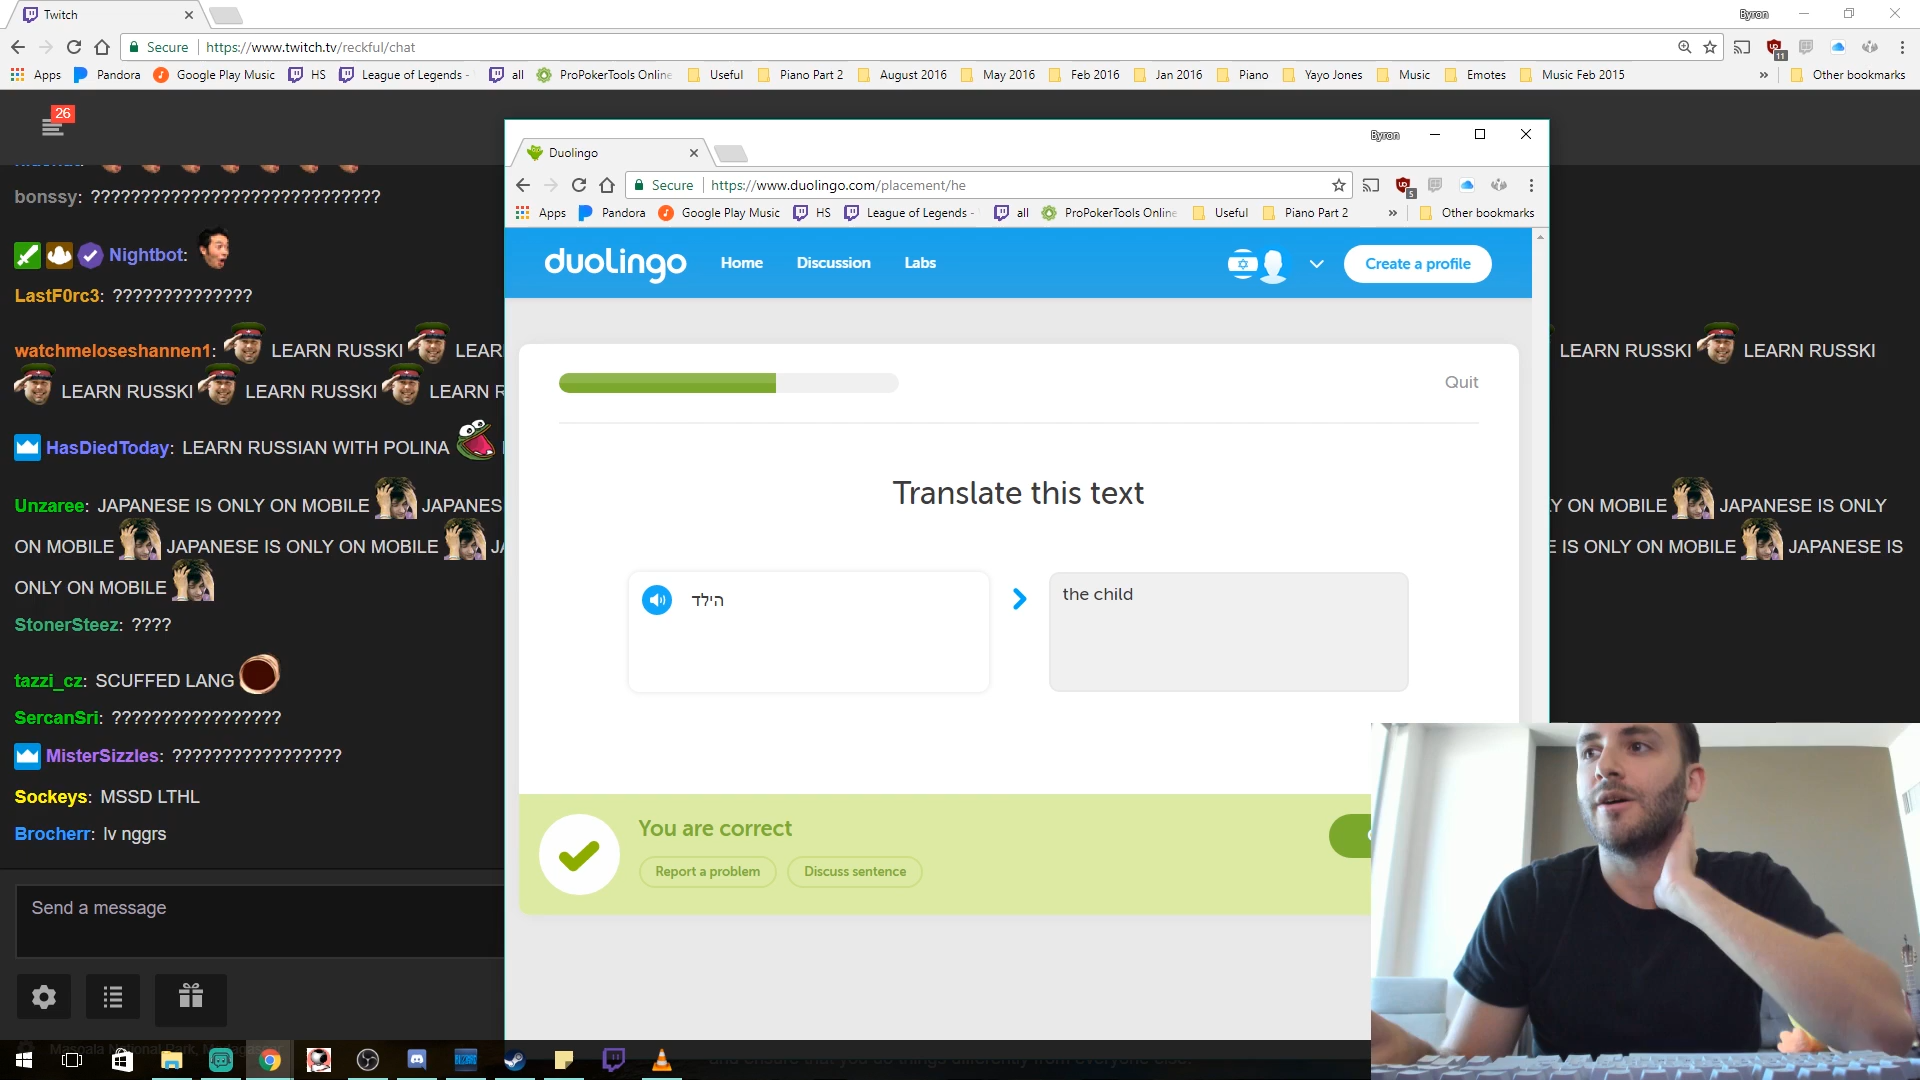 Twitch
Byron
Secure https://www.twitch.tv/reckful/chat
11
Apps Pandora Google Play Music HS League of Legends - all ProPokerTools Online Useful Piano Part 2 August 2016 May 2016 Feb 2016 Jan 2016 Piano Yayo Jones Music Emotes Music Feb 2015 » Other bookmarks
26
bonssy: ?????????????????????????????
Nightbot:
LastF0rc3: ??????????????
watchmeloseshannen1: LEARN RUSSKI LEAR
LEARN RUSSKI LEARN RUSSKI LEARN R
HasDiedToday: LEARN RUSSIAN WITH POLINA
Unzaree: JAPANESE IS ONLY ON MOBILE JAPANES
ON MOBILE JAPANESE IS ONLY ON MOBILE JA
ONLY ON MOBILE
StonerSteez: ????
tazzi_cz: SCUFFED LANG
SercanSri: ?????????????????
MisterSizzles: ?????????????????
Sockeys: MSSD LTHL
Brocherr: lv nggrs
Send a message
Byron
Duolingo
Secure https://www.duolingo.com/placement/he
5
Apps Pandora Google Play Music HS League of Legends - all ProPokerTools Online Useful Piano Part 2 » Other bookmarks
duolingo Home Discussion Labs Create a profile
Quit
Translate this text
הילד
the child
You are correct
Report a problem Discuss sentence
LEARN RUSSKI LEARN RUSSKI
Y ON MOBILE JAPANESE IS ONLY
E IS ONLY ON MOBILE JAPANESE IS